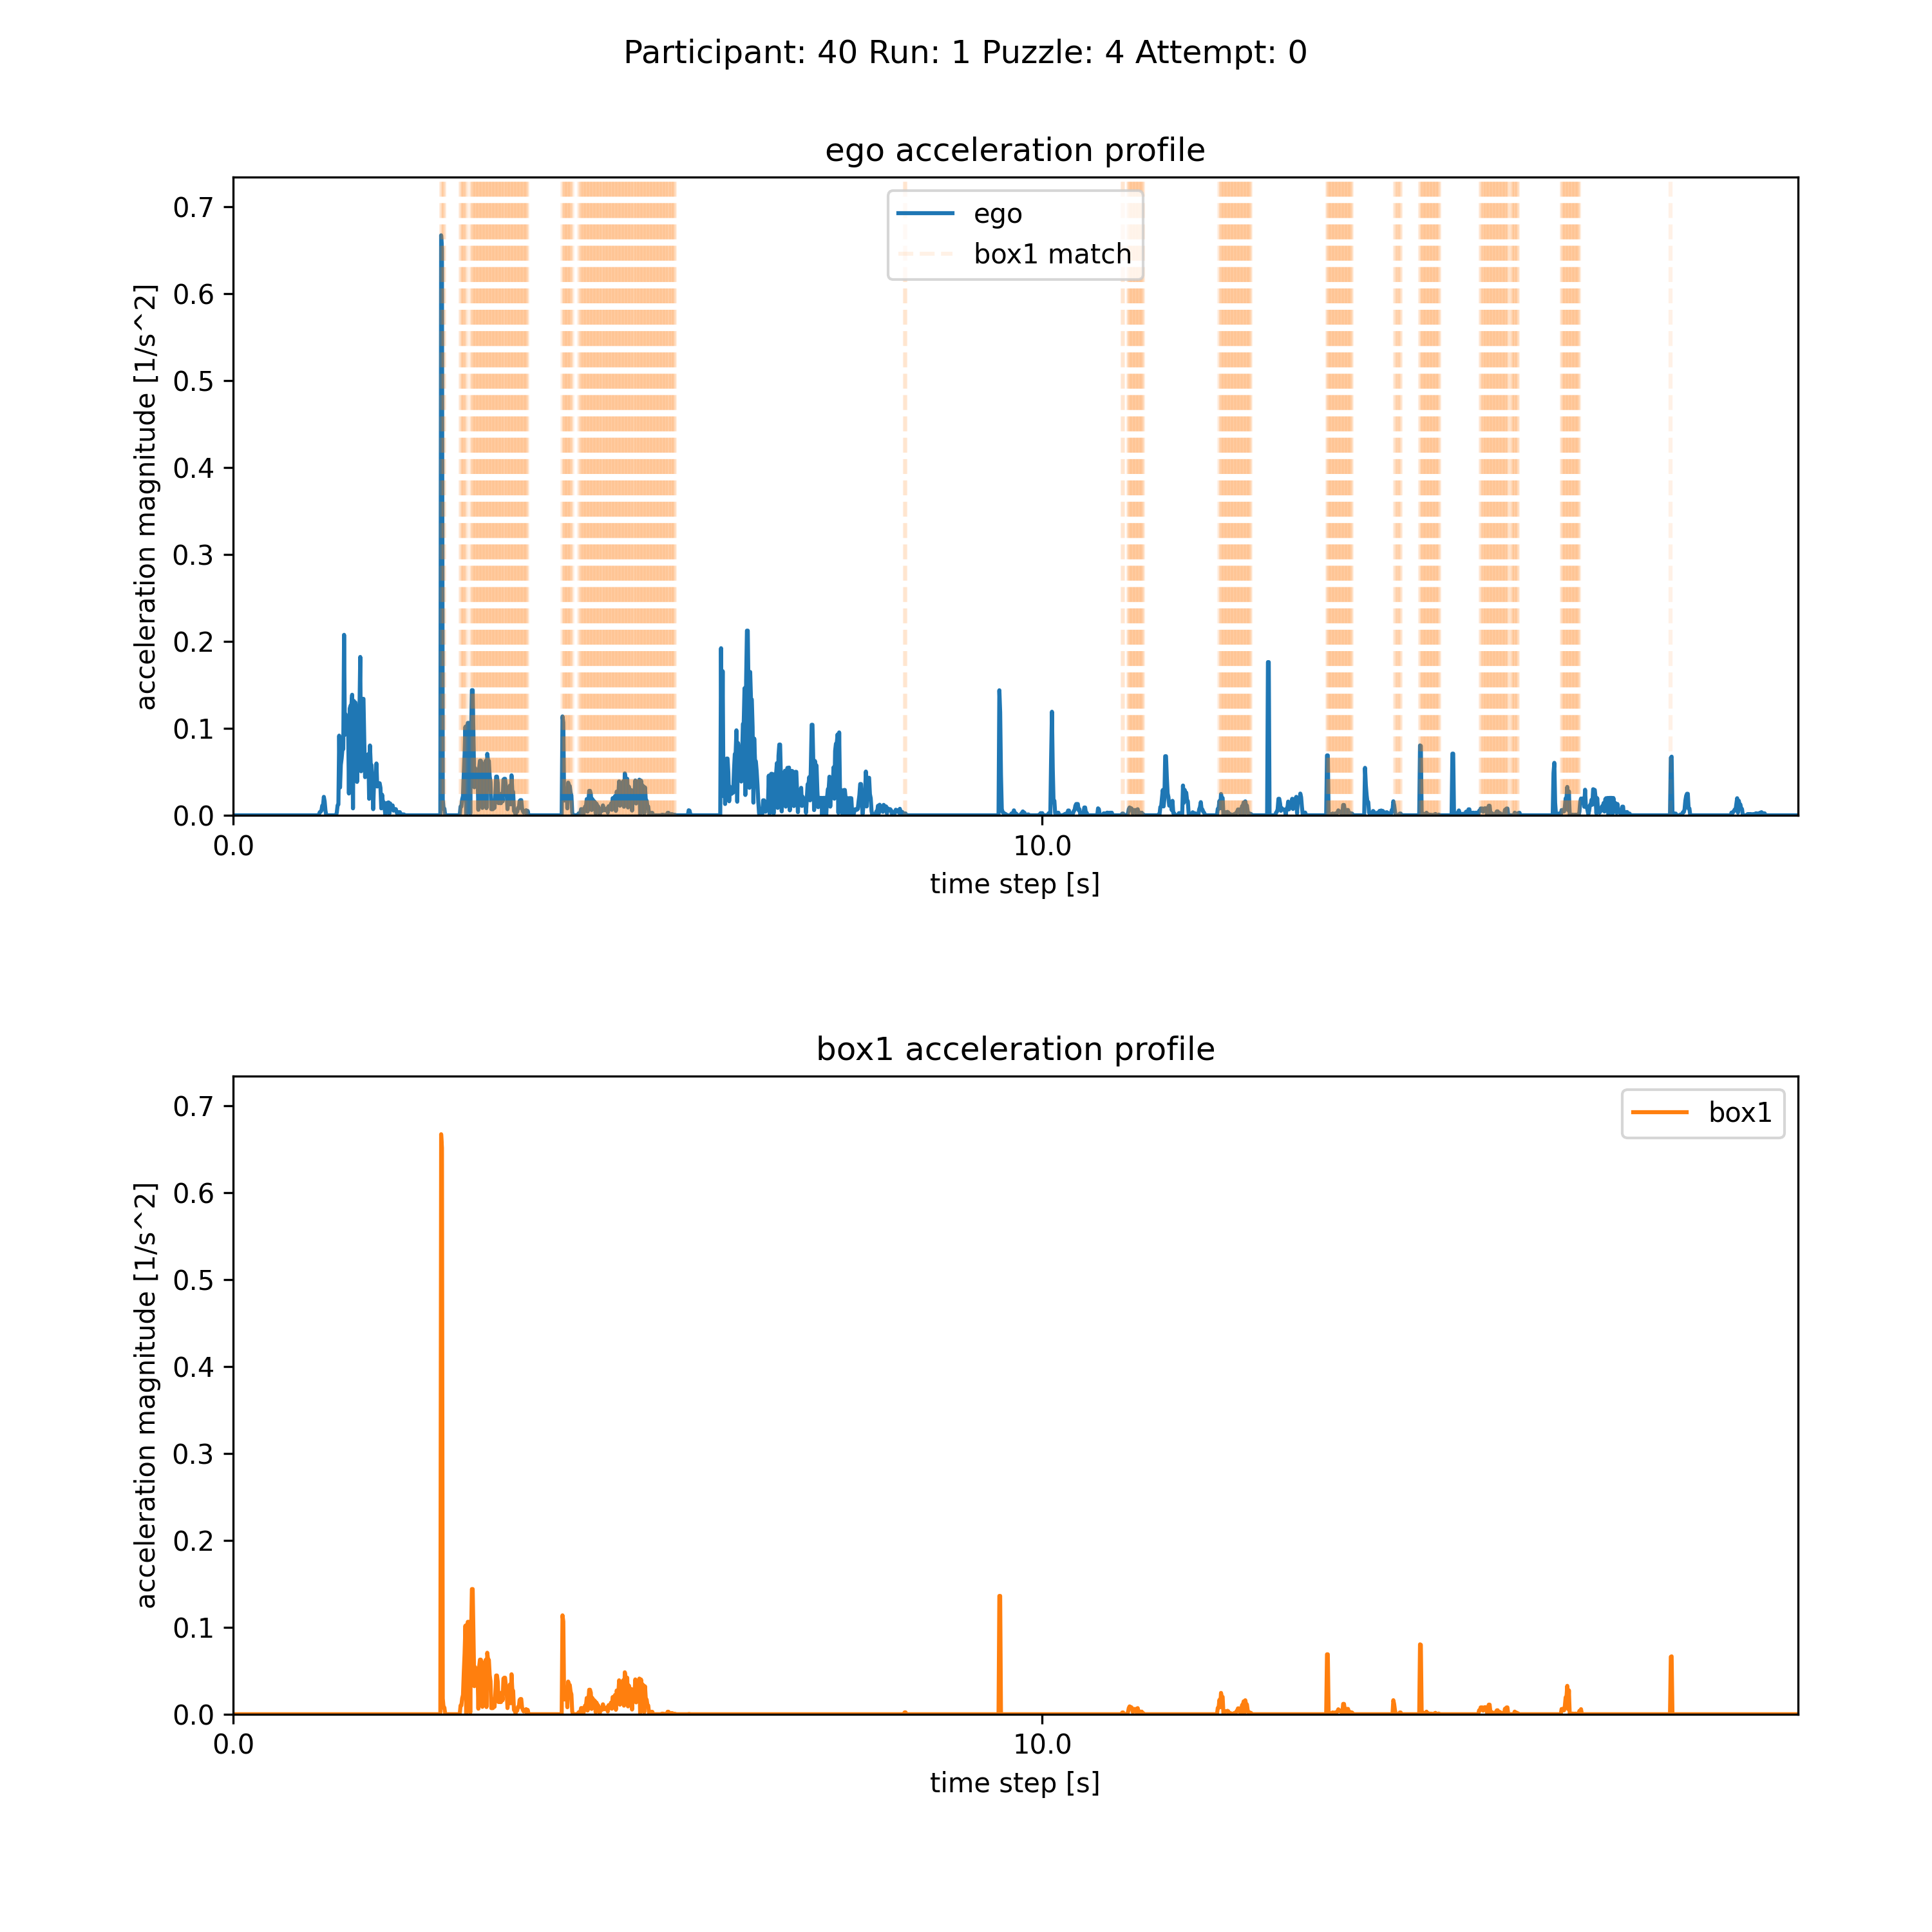 Participant: 40 Run: 1 Puzzle: 4 Attempt: 0
ego acceleration profile
acceleration magnitude [1/s^2]
0.7
0.6
0.5
0.4
0.3
0.2
0.1
0.0
ego
box1 match
0.0
10.0
time step [s]
box1 acceleration profile
acceleration magnitude [1/s^2]
0.7
0.6
0.5
0.4
0.3
0.2
0.1
0.0
box1
0.0
10.0
time step [s]